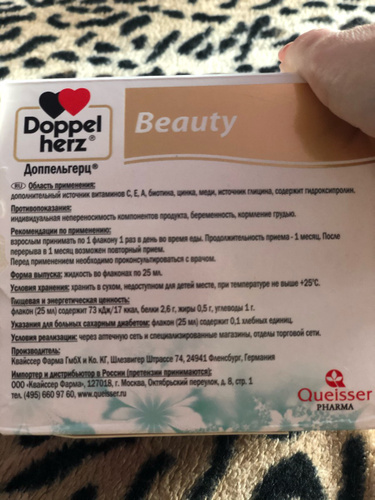 Doppel
herz®
Доппельгерц®
Beauty
RU Область применения:
дополнительный источник витаминов С, Е, А, биотина, цинка, меди, источник глицина, содержит гидроксипролин.
Противопоказания:
индивидуальная непереносимость компонентов продукта, беременность, кормление грудью.
Рекомендации по применению:
взрослым принимать по 1 флакону 1 раз в день во время еды. Продолжительность приема - 1 месяц. После
перерыва в 1 месяц возможен повторный прием.
Перед применением необходимо проконсультироваться с врачом.
Форма выпуска: жидкость во флаконах по 25 мл.
Условия хранения: хранить в сухом, недоступном для детей месте, при температуре не выше +25°С.
Пищевая и энергетическая ценность:
флакон (25 мл) содержит 73 кДж/17 ккал, белки 2,6 г, жиры 0,5 г, углеводы 1 г.
Указания для больных сахарным диабетом: флакон (25 мл) содержит 0,1 хлебных единиц.
Условия реализации: через аптечную сеть и специализированные магазины, отделы торговой сети.
Производитель:
Квайссер Фарма ГмбХ и Ко. КГ, Шлезвигер Штрассе 74, 24941 Фленсбург, Германия
Импортер и дистрибьютор в России (претензии принимаются):
ООО «Квайссер Фарма», 127018, г. Москва, Октябрьский переулок, д. 8, стр. 1
тел. (495) 660 97 60, www.queisser.ru
Queisser
PHARMA